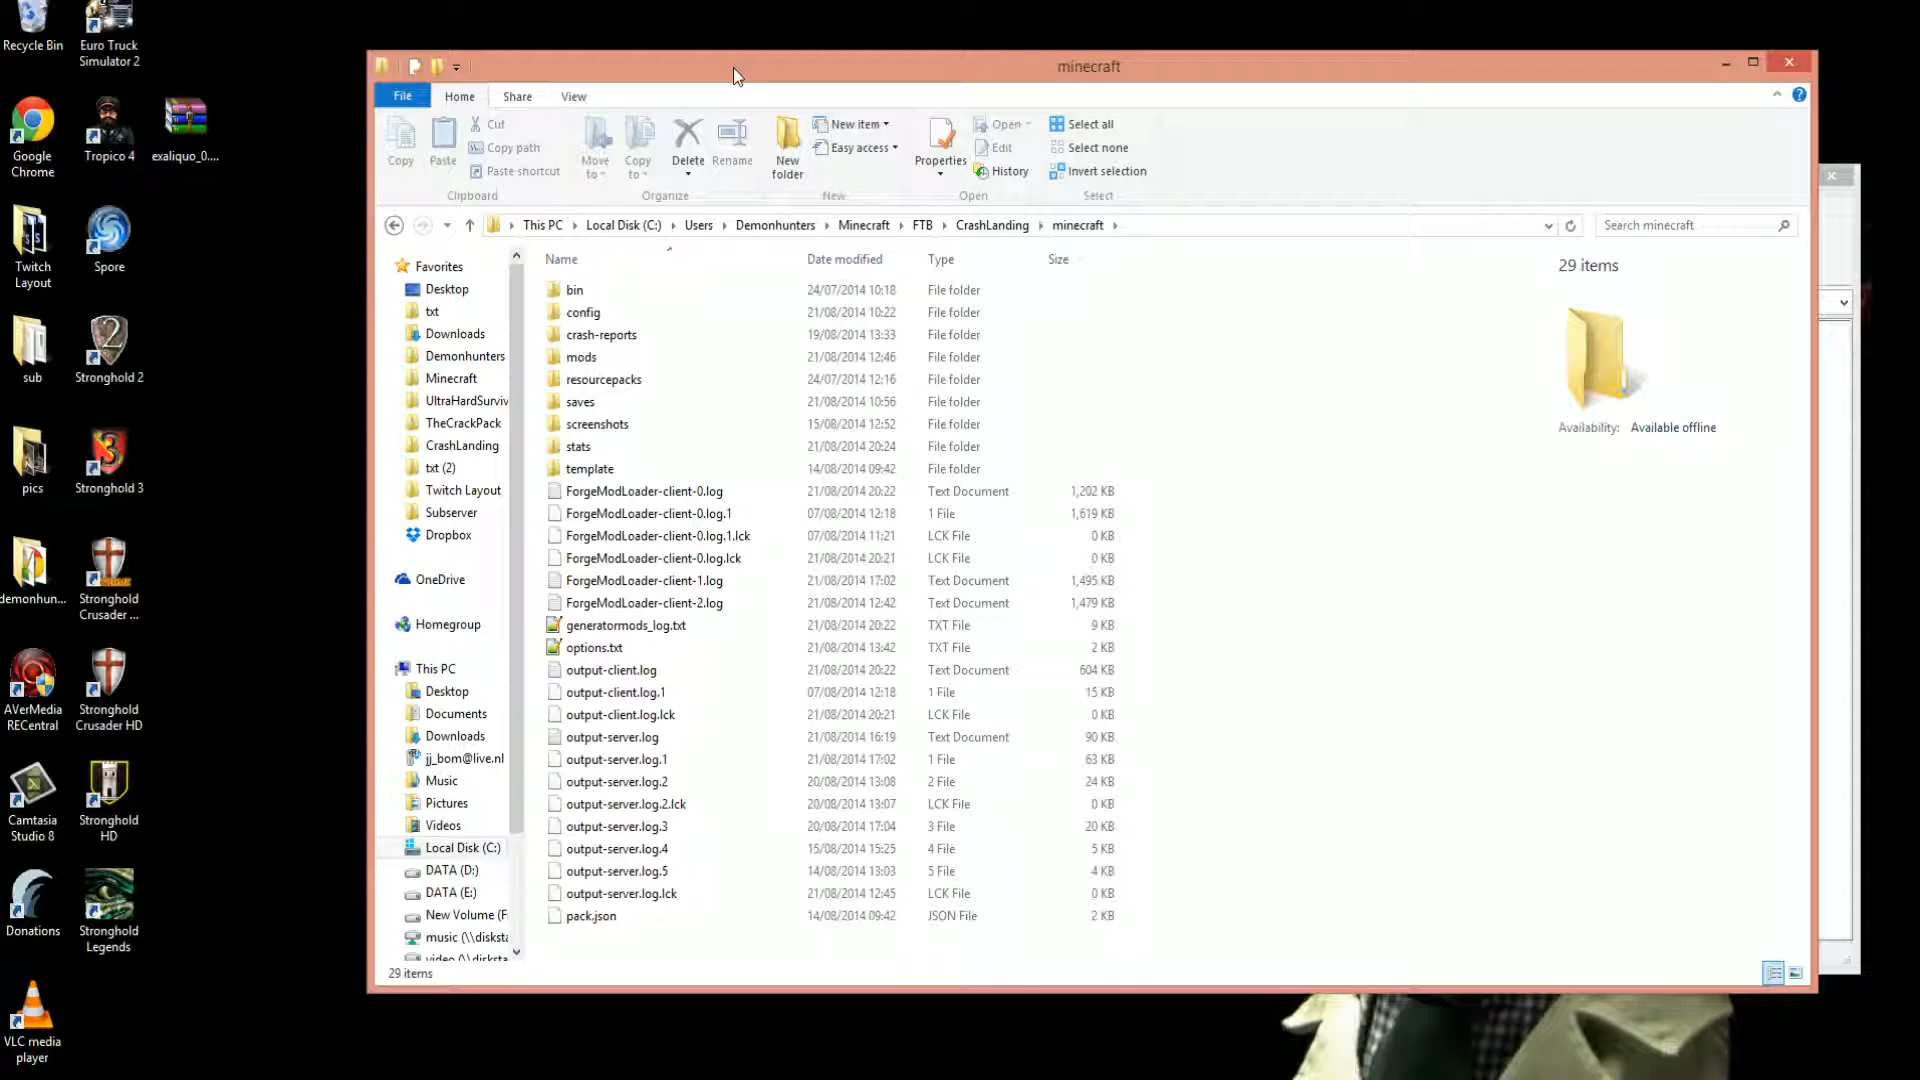 Recycle Bin
Euro Truck
Simulator 2
Google
Chrome
Tropico 4
exaliquo_0....
Twitch
Layout
Spore
sub
Stronghold 2
pics
Stronghold 3
demonhun...
Stronghold
Crusader ...
AVerMedia
RECentral
Stronghold
Crusader HD
Camtasia
Studio 8
Stronghold
HD
Donations
Stronghold
Legends
VLC media
player
minecraft
File
Home
Share
View
Copy
Paste
Cut
Copy path
Paste shortcut
Clipboard
Move
to
Copy
to
Delete
Rename
Organize
New
folder
New item
Easy access
New
Properties
Open
Edit
History
Open
Select all
Select none
Invert selection
Select
This PC
Local Disk (C:)
Users
Demonhunters
Minecraft
FTB
CrashLanding
minecraft
Search minecraft
Favorites
Desktop
txt
Downloads
Demonhunters
Minecraft
UltraHardSurviv
TheCrackPack
CrashLanding
txt (2)
Twitch Layout
Subserver
Dropbox
OneDrive
Homegroup
This PC
Desktop
Documents
Downloads
jj_bom@live.nl
Music
Pictures
Videos
Local Disk (C:)
DATA (D:)
DATA (E:)
New Volume (F:
music (\\disksta
video (\\disksta
Name Date modified Type Size
bin 24/07/2014 10:18 File folder
config 21/08/2014 10:22 File folder
crash-reports 19/08/2014 13:33 File folder
mods 21/08/2014 12:46 File folder
resourcepacks 24/07/2014 12:16 File folder
saves 21/08/2014 10:56 File folder
screenshots 15/08/2014 12:52 File folder
stats 21/08/2014 20:24 File folder
template 14/08/2014 09:42 File folder
ForgeModLoader-client-0.log 21/08/2014 20:22 Text Document 1,202 KB
ForgeModLoader-client-0.log.1 07/08/2014 12:18 1 File 1,619 KB
ForgeModLoader-client-0.log.1.lck 07/08/2014 11:21 LCK File 0 KB
ForgeModLoader-client-0.log.lck 21/08/2014 20:21 LCK File 0 KB
ForgeModLoader-client-1.log 21/08/2014 17:02 Text Document 1,495 KB
ForgeModLoader-client-2.log 21/08/2014 12:42 Text Document 1,479 KB
generatormods_log.txt 21/08/2014 20:22 TXT File 9 KB
options.txt 21/08/2014 13:42 TXT File 2 KB
output-client.log 21/08/2014 20:22 Text Document 604 KB
output-client.log.1 07/08/2014 12:18 1 File 15 KB
output-client.log.lck 21/08/2014 20:21 LCK File 0 KB
output-server.log 21/08/2014 16:19 Text Document 90 KB
output-server.log.1 21/08/2014 17:02 1 File 63 KB
output-server.log.2 20/08/2014 13:08 2 File 24 KB
output-server.log.2.lck 20/08/2014 13:07 LCK File 0 KB
output-server.log.3 20/08/2014 17:04 3 File 20 KB
output-server.log.4 15/08/2014 15:25 4 File 5 KB
output-server.log.5 14/08/2014 13:03 5 File 4 KB
output-server.log.lck 21/08/2014 12:45 LCK File 0 KB
pack.json 14/08/2014 09:42 JSON File 2 KB
29 items
Availability: Available offline
29 items